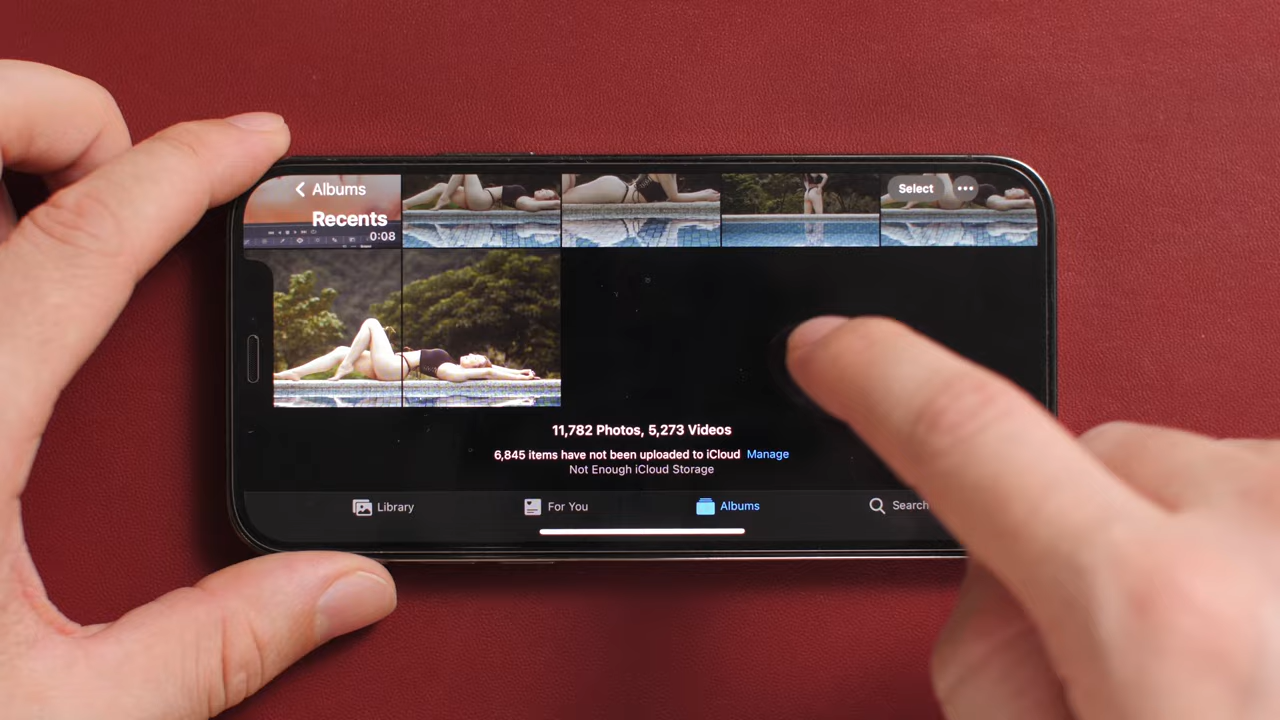 Albums
Select
Recents
0:08
11,782 Photos, 5,273 Videos
6,845 items have not been uploaded to iCloud Manage
Not Enough iCloud Storage
Library
For You
Albums
Search